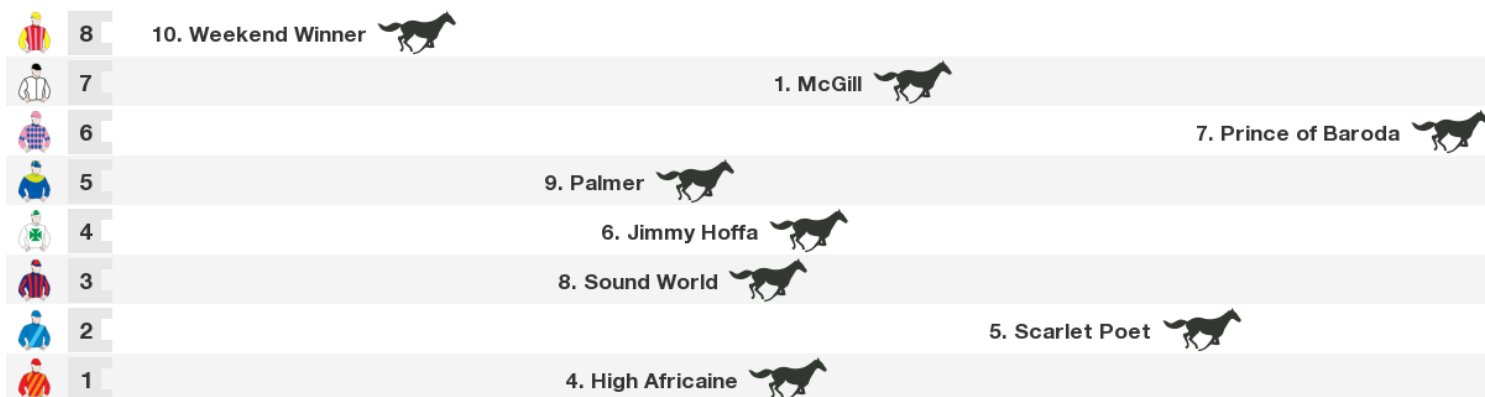 8 10. Weekend Winner
7 1. McGill
6 7. Prince of Baroda
5 9. Palmer
4 6. Jimmy Hoffa
3 8. Sound World
2 5. Scarlet Poet
1 4. High Africaine